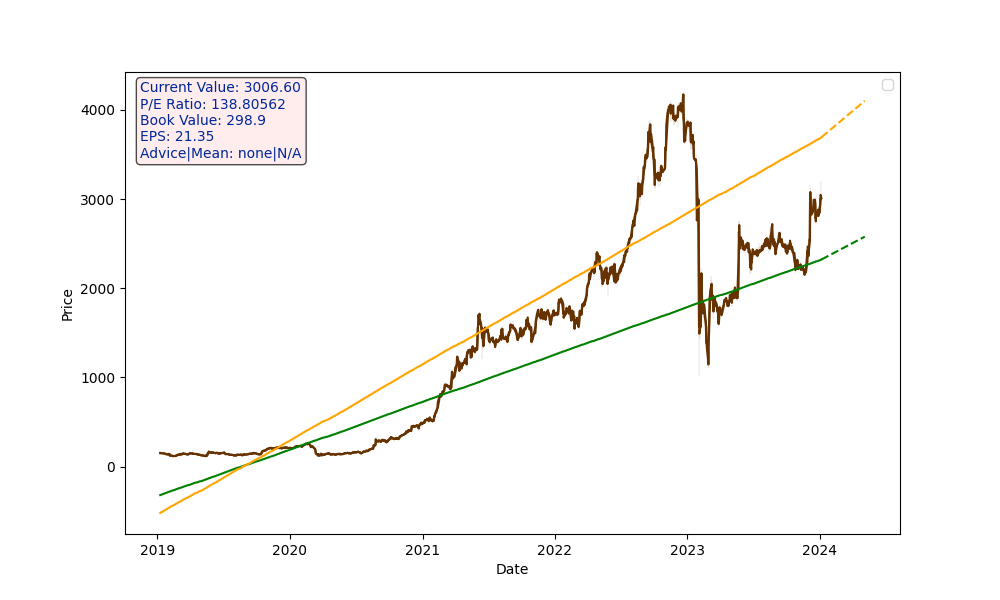 Current Value: 3006.60
P/E Ratio: 138.80562
Book Value: 298.9
EPS: 21.35
Advice|Mean: none|N/A
4000
3000
2000
1000
0
Price
2019 2020 2021 2022 2023 2024
Date